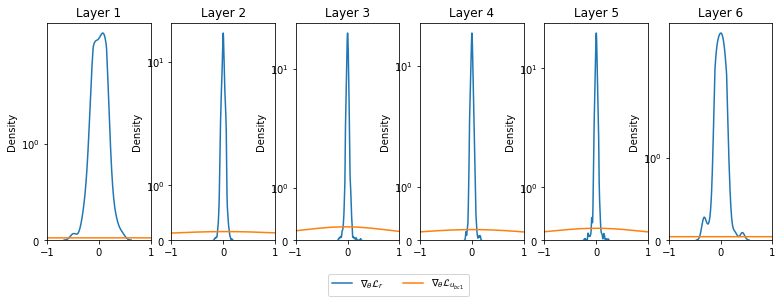 Layer 1 Layer 2 Layer 3 Layer 4 Layer 5 Layer 6
10¹ 10¹ 10¹ 10¹
Density Density Density Density Density Density
10⁰ 10⁰ 10⁰ 10⁰ 10⁰ 10⁰
0 0 0 0 0 0
−1 0 1 −1 0 1 −1 0 1 −1 0 1 −1 0 1 −1 0 1
∇θℒr ∇θℒubc1